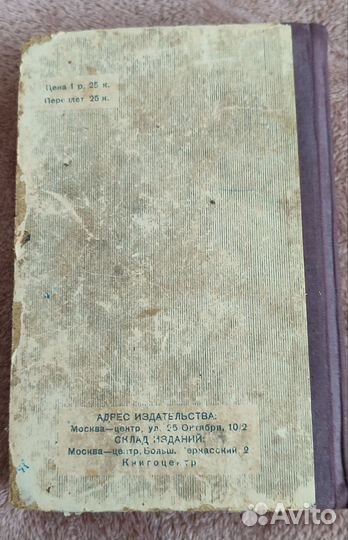 Цена 1 р. 25 к.
Переплет 25 к.
АДРЕС ИЗДАТЕЛЬСТВА:
Москва—центр, ул. 25 Октября, 10/2
СКЛАД ИЗДАНИЙ:
Москва—центр, Больш. Черкасский, 2
Книгоцентр
Avito